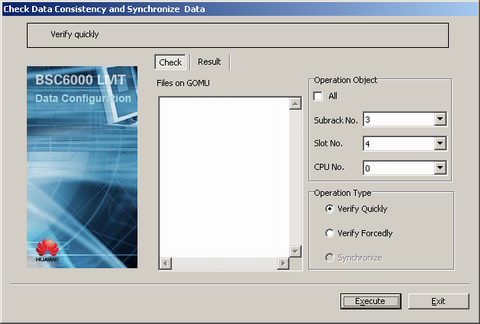 Check Data Consistency and Synchronize Data
Verify quickly
BSC6000 LMT
Data Configuration
HUAWEI
Check
Result
Files on GOMU
Operation Object
All
Subrack No.
3
Slot No.
4
CPU No.
0
Operation Type
Verify Quickly
Verify Forcedly
Synchronize
Execute
Exit